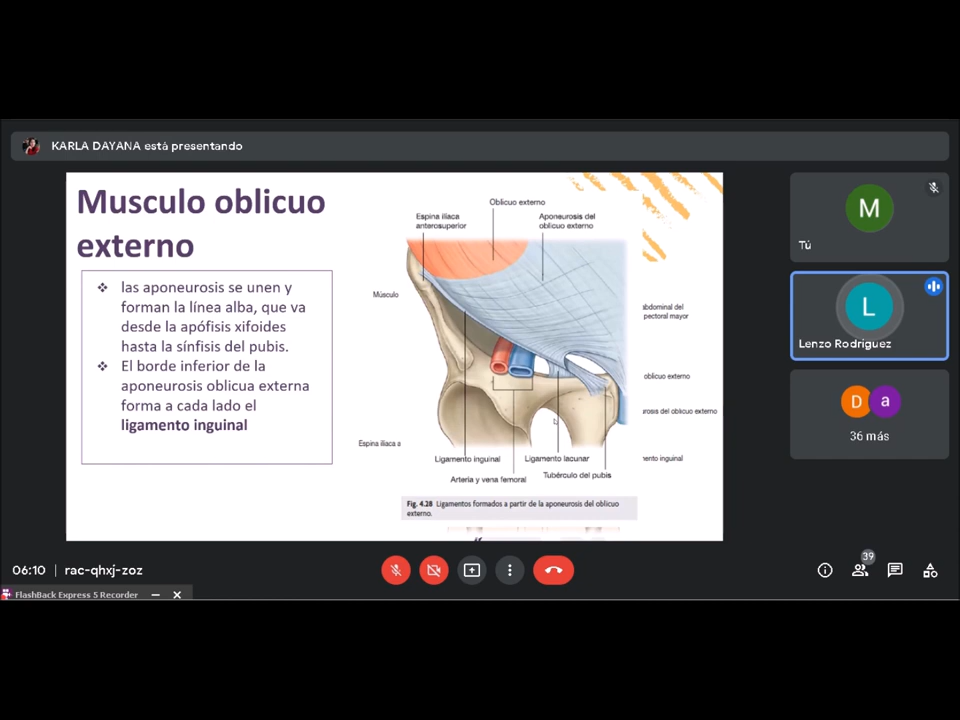 KARLA DAYANA está presentando
Musculo oblicuo
externo
❖ las aponeurosis se unen y
forman la línea alba, que va
desde la apófisis xifoides
hasta la sínfisis del pubis.
❖ El borde inferior de la
aponeurosis oblicua externa
forma a cada lado el
ligamento inguinal
Oblicuo externo
Espina ilíaca
anterosuperior
Aponeurosis del
oblicuo externo
Músculo
abdominal del
pectoral mayor
oblicuo externo
rosis del oblicuo externo
Espina ilíaca a
Ligamento inguinal
Ligamento lacunar
nento inguinal
Arteria y vena femoral
Tubérculo del pubis
Fig. 4.28 Ligamentos formados a partir de la aponeurosis del oblicuo
externo.
M
Tú
L
Lenzo Rodriguez
D a
36 más
06:10 | rac-qhxj-zoz
39
FlashBack Express 5 Recorder